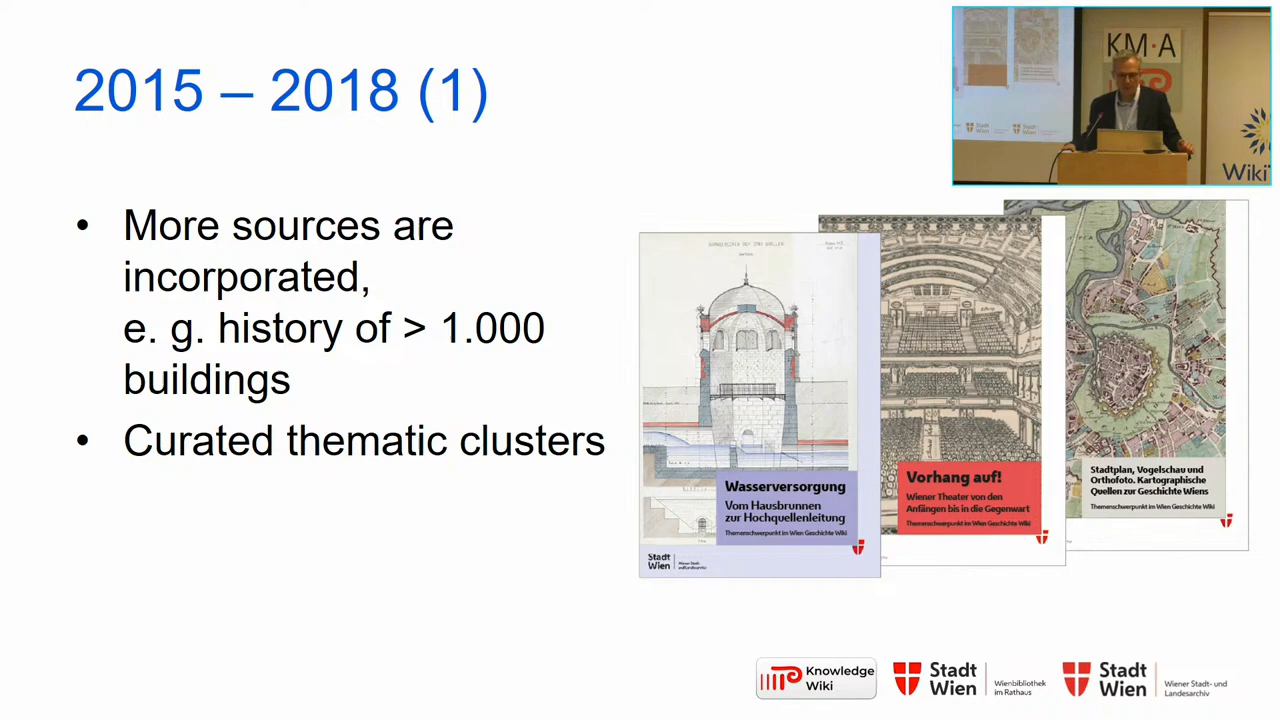 2015 – 2018 (1)
KM·A
Stadt
Wien
Stadt
Wien
Wiki
• More sources are
incorporated,
e. g. history of > 1.000
buildings
• Curated thematic clusters
Wasserversorgung
Vom Hausbrunnen
zur Hochquellenleitung
Themenschwerpunkt im Wien Geschichte Wiki
Stadt
Wien
Wiener Stadt-
und Landesarchiv
Vorhang auf!
Wiener Theater von den
Anfängen bis in die Gegenwart
Themenschwerpunkt im Wien Geschichte Wiki
Stadtplan, Vogelschau und
Orthofoto. Kartographische
Quellen zur Geschichte Wiens
Themenschwerpunkt im Wien Geschichte Wiki
Knowledge
Wiki
Stadt
Wien
Wienbibliothek
im Rathaus
Stadt
Wien
Wiener Stadt- und
Landesarchiv